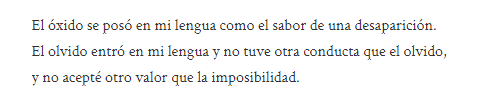 El óxido se posó en mi lengua como el sabor de una desaparición.
El olvido entró en mi lengua y no tuve otra conducta que el olvido,
y no acepté otro valor que la imposibilidad.